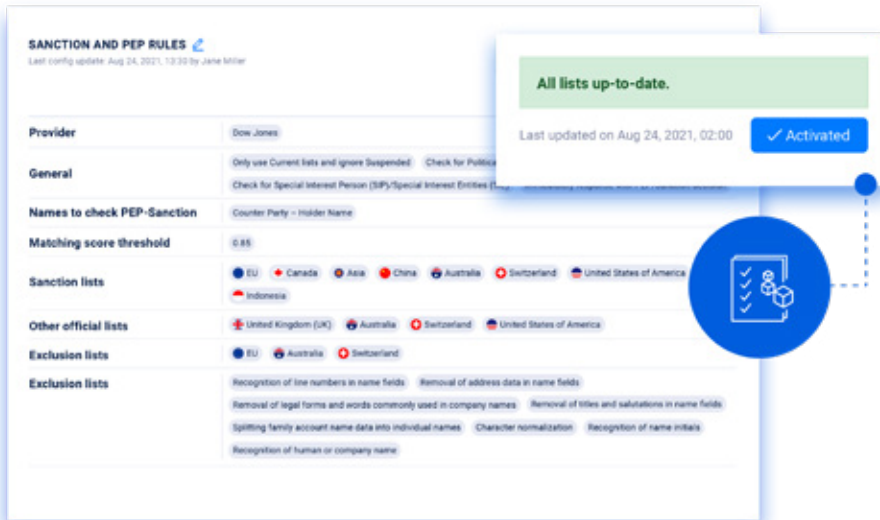 SANCTION AND PEP RULES
Last config update: Aug 24, 2021, 13:30 by Jane Miller
All lists up-to-date.
Last updated on Aug 24, 2021, 02:00 Activated
Provider Dow Jones
General Only use Current lists and ignore Suspended Check for
Check for Special Interest Person (SIP)/Special Interest Entities
Names to check PEP-Sanction Counter Party – Holder Name
Matching score threshold 0.85
Sanction lists EU Canada Asia China Australia Switzerland United States of America
Indonesia
Other official lists United Kingdom (UK) Australia Switzerland United States of America
Exclusion lists EU Australia Switzerland
Exclusion lists Recognition of line numbers in name fields Removal of address data in name fields
Removal of legal forms and words commonly used in company names Removal of titles and salutations in name fields
Splitting family account name data into individual names Character normalization Recognition of name initials
Recognition of human or company name